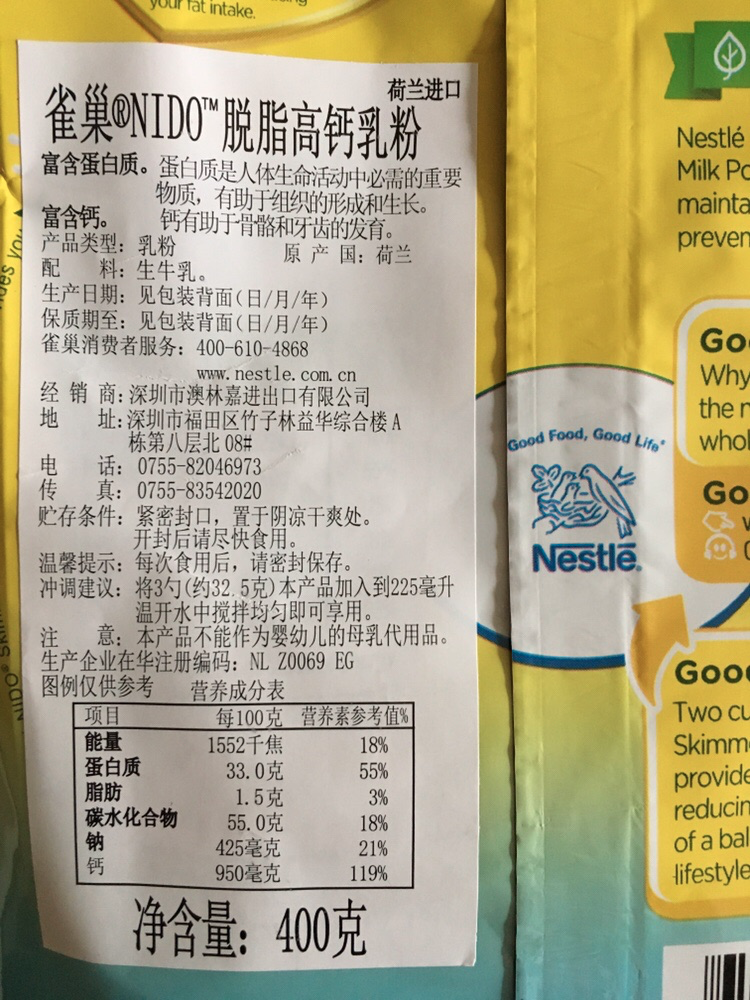 your fat intake.
荷兰进口
雀巢®NIDO™脱脂高钙乳粉
富含蛋白质。蛋白质是人体生命活动中必需的重要
物质，有助于组织的形成和生长。
富含钙。 钙有助于骨骼和牙齿的发育。
产品类型：乳粉 原 产 国：荷兰
配 料：生牛乳。
生产日期：见包装背面(日/月/年)
保质期至：见包装背面(日/月/年)
雀巢消费者服务：400-610-4868
www.nestle.com.cn
经 销 商：深圳市澳林嘉进出口有限公司
地 址：深圳市福田区竹子林益华综合楼A
栋第八层北08#
电 话：0755-82046973
传 真：0755-83542020
贮存条件：紧密封口，置于阴凉干爽处。
开封后请尽快食用。
温馨提示：每次食用后，请密封保存。
冲调建议：将3勺(约32.5克)本产品加入到225毫升
温开水中搅拌均匀即可享用。
注 意：本产品不能作为婴幼儿的母乳代用品。
生产企业在华注册编码：NL Z0069 EG
图例仅供参考 营养成分表
项目 每100克 营养素参考值%
能量 1552千焦 18%
蛋白质 33.0克 55%
脂肪 1.5克 3%
碳水化合物 55.0克 18%
钠 425毫克 21%
钙 950毫克 119%
净含量：400克
Good Food, Good Life
Nestlé
Nestlé
Milk
Why
the
Good
Two